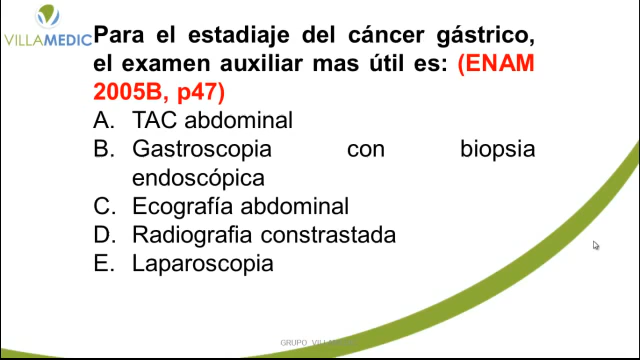 VILLAMEDIC
Para el estadiaje del cáncer gástrico,
el examen auxiliar mas útil es: (ENAM
2005B, p47)
A. TAC abdominal
B. Gastroscopia con biopsia
endoscópica
C. Ecografía abdominal
D. Radiografia constrastada
E. Laparoscopia
GRUPO